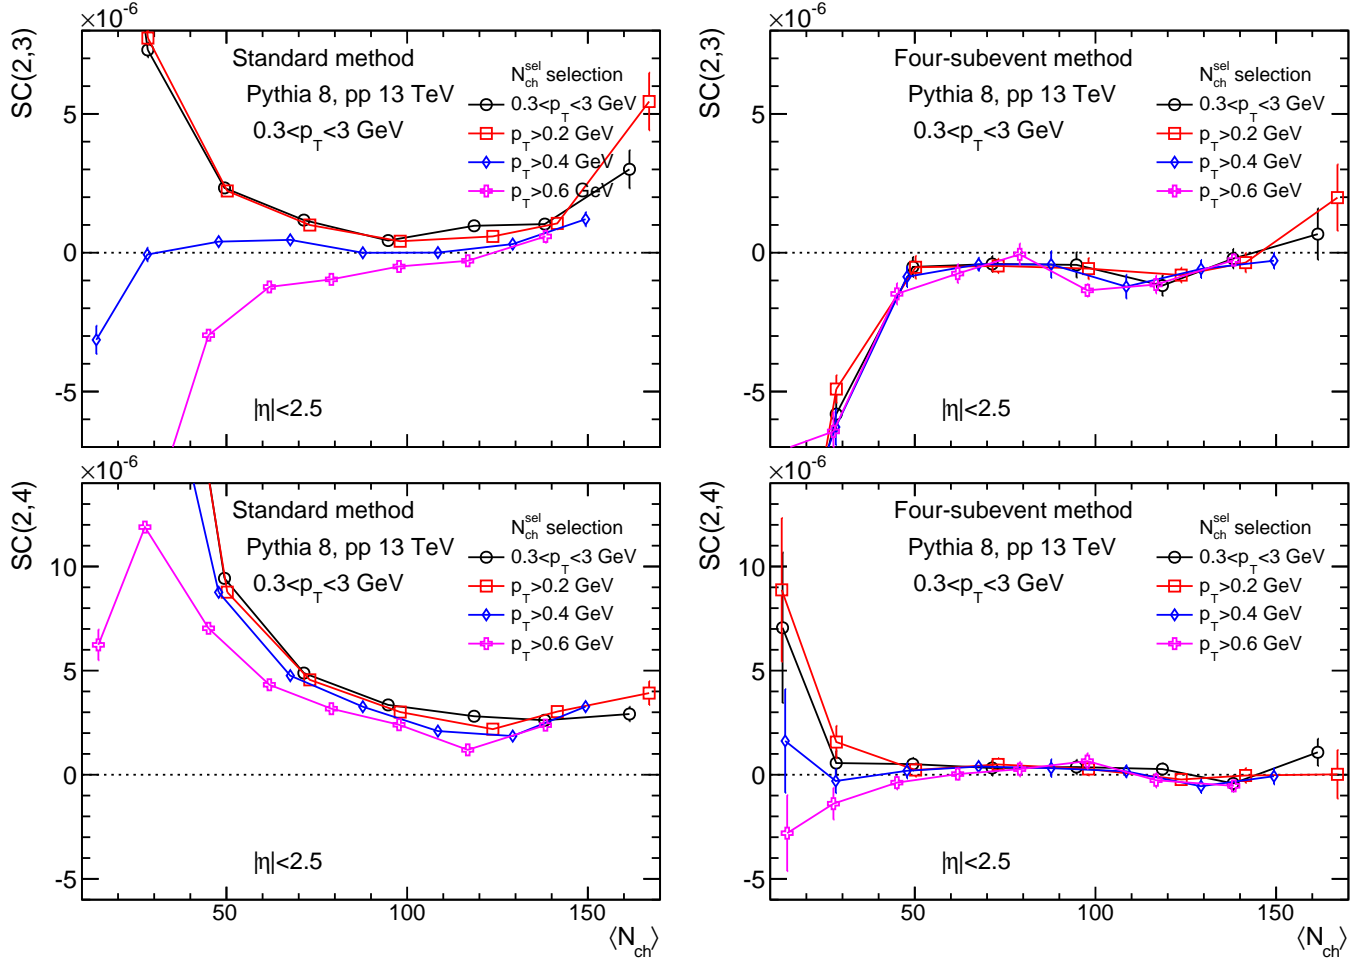 ×10⁻⁶
SC(2,3)
Standard method
Pythia 8, pp 13 TeV
0.3<p_T<3 GeV
N_ch^sel selection
0.3<p_T<3 GeV
p_T>0.2 GeV
p_T>0.4 GeV
p_T>0.6 GeV
5
0
-5
|η|<2.5
×10⁻⁶
SC(2,3)
Four-subevent method
Pythia 8, pp 13 TeV
0.3<p_T<3 GeV
N_ch^sel selection
0.3<p_T<3 GeV
p_T>0.2 GeV
p_T>0.4 GeV
p_T>0.6 GeV
5
0
-5
|η|<2.5
×10⁻⁶
SC(2,4)
Standard method
Pythia 8, pp 13 TeV
0.3<p_T<3 GeV
N_ch^sel selection
0.3<p_T<3 GeV
p_T>0.2 GeV
p_T>0.4 GeV
p_T>0.6 GeV
10
5
0
-5
|η|<2.5
50 100 150
⟨N_ch⟩
×10⁻⁶
SC(2,4)
Four-subevent method
Pythia 8, pp 13 TeV
0.3<p_T<3 GeV
N_ch^sel selection
0.3<p_T<3 GeV
p_T>0.2 GeV
p_T>0.4 GeV
p_T>0.6 GeV
10
5
0
-5
|η|<2.5
50 100 150
⟨N_ch⟩